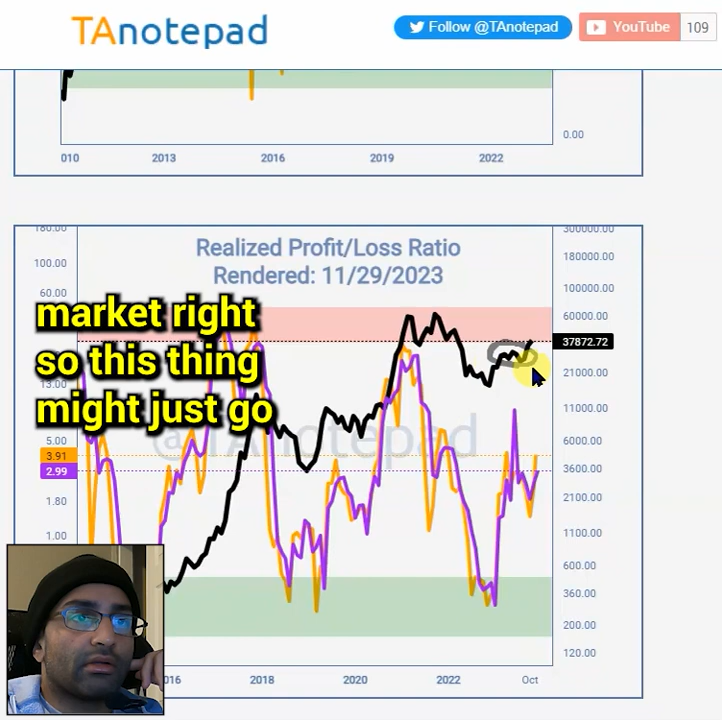 TAnotepad
Follow @TAnotepad
YouTube 109
0.00
010 2013 2016 2019 2022
Realized Profit/Loss Ratio
Rendered: 11/29/2023
180.00
100.00
60.00
13.00
5.00
3.91
2.99
1.80
1.00
market right
so this thing
might just go
@TAnotepad
300000.00
180000.00
100000.00
60000.00
37872.72
21000.00
11000.00
6000.00
3600.00
2100.00
1100.00
600.00
360.00
200.00
120.00
016 2018 2020 2022 Oct